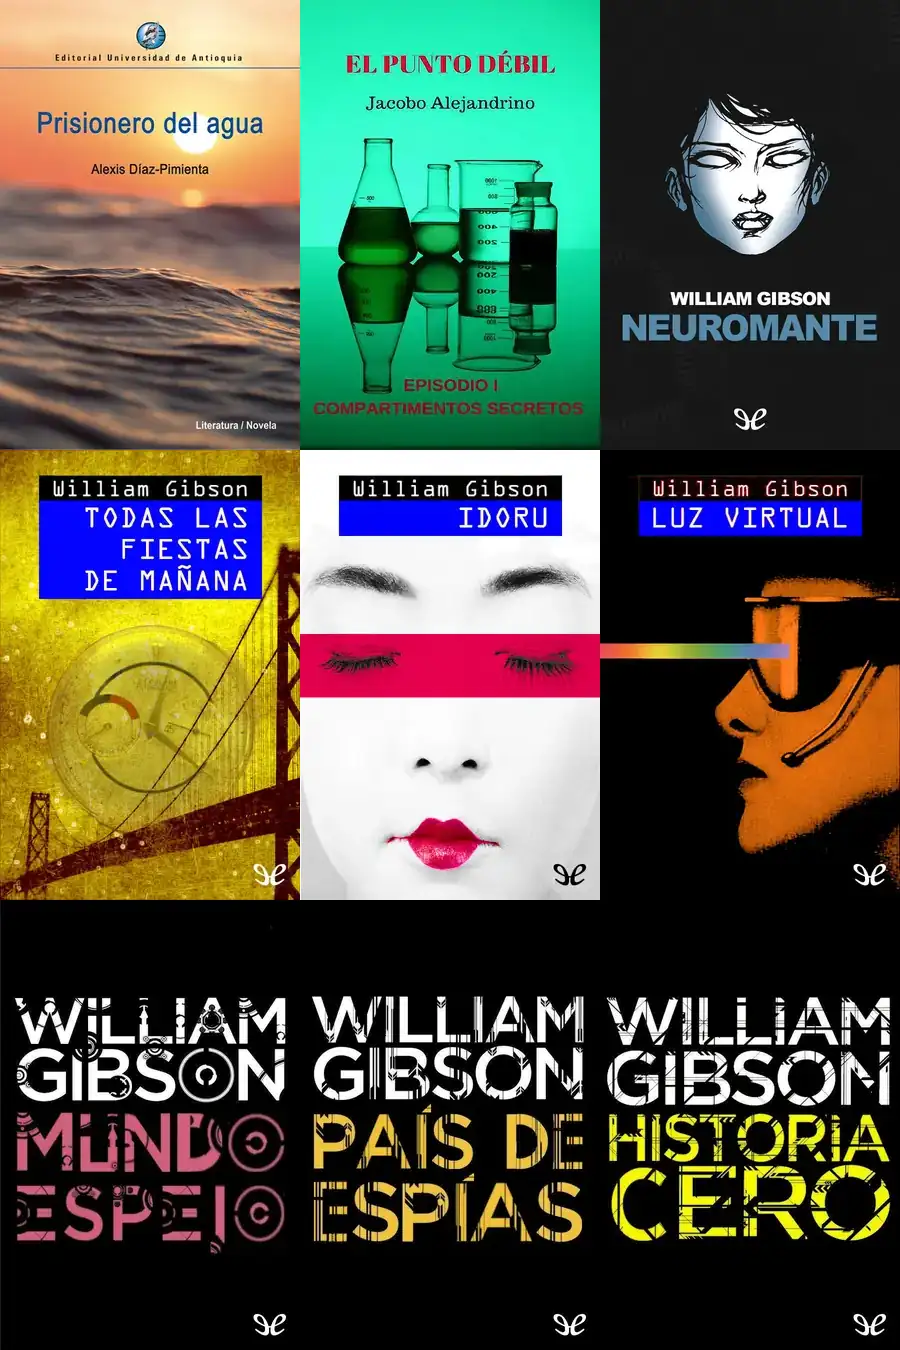 Editorial Universidad de Antioquia
Prisionero del agua
Alexis Díaz-Pimienta
Literatura / Novela
EL PUNTO DÉBIL
Jacobo Alejandrino
EPISODIO I
COMPARTIMENTOS SECRETOS
WILLIAM GIBSON
NEUROMANTE
William Gibson
TODAS LAS
FIESTAS
DE MAÑANA
William Gibson
IDORU
William Gibson
LUZ VIRTUAL
WILLIAM
GIBSON
MUNDO
ESPEJO
WILLIAM
GIBSON
PAÍS DE
ESPÍAS
WILLIAM
GIBSON
HISTORIA
CERO